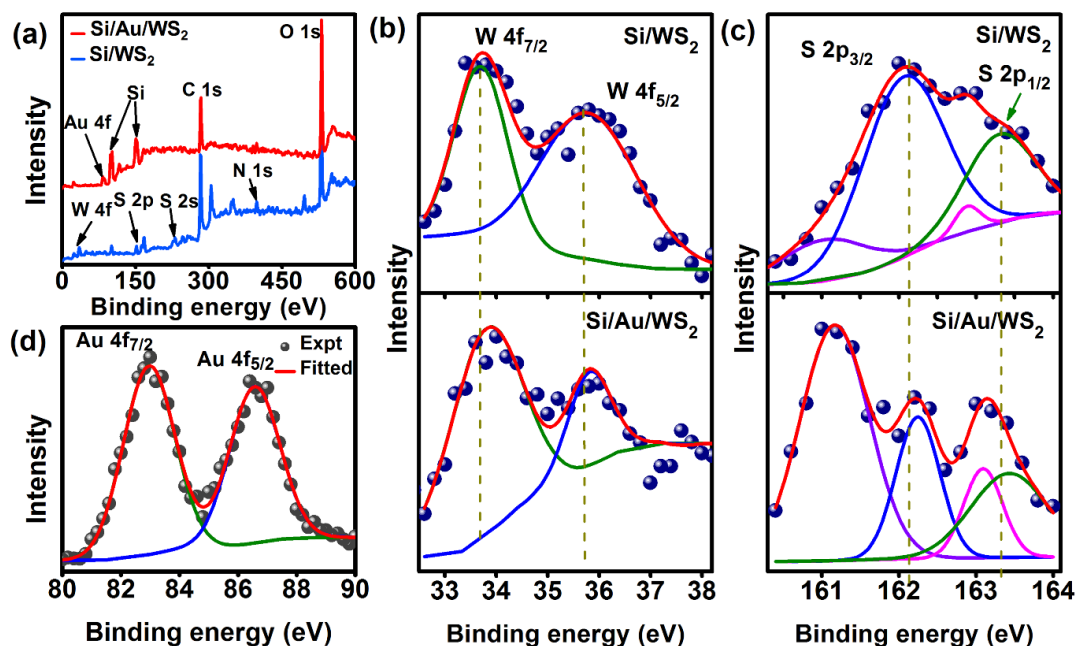 (a)
Si/Au/WS2
Si/WS2
O 1s
C 1s
Si
Au 4f
N 1s
W 4f
S 2p
S 2s
Intensity
0 150 300 450 600
Binding energy (eV)
(b)
W 4f7/2
Si/WS2
W 4f5/2
Intensity
Si/Au/WS2
33 34 35 36 37 38
Binding energy (eV)
(c)
Si/WS2
S 2p3/2
S 2p1/2
Intensity
Si/Au/WS2
161 162 163 164
Binding energy (eV)
(d)
Au 4f7/2
Au 4f5/2
Expt
Fitted
Intensity
80 82 84 86 88 90
Binding energy (eV)